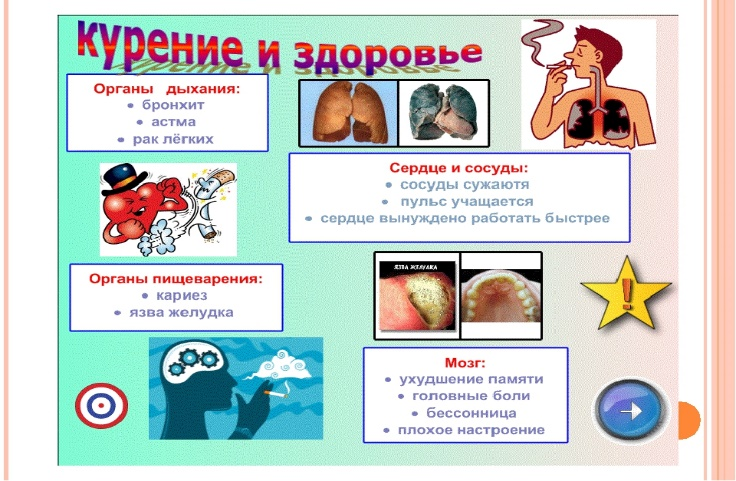 курение и здоровье
Органы дыхания:
• бронхит
• астма
• рак лёгких
Сердце и сосуды:
• сосуды сужаютя
• пульс учащается
• сердце вынуждено работать быстрее
Органы пищеварения:
• кариез
• язва желудка
ЯЗВА ЖЕЛУДКА
!
Мозг:
• ухудшение памяти
• головные боли
• бессонница
• плохое настроение